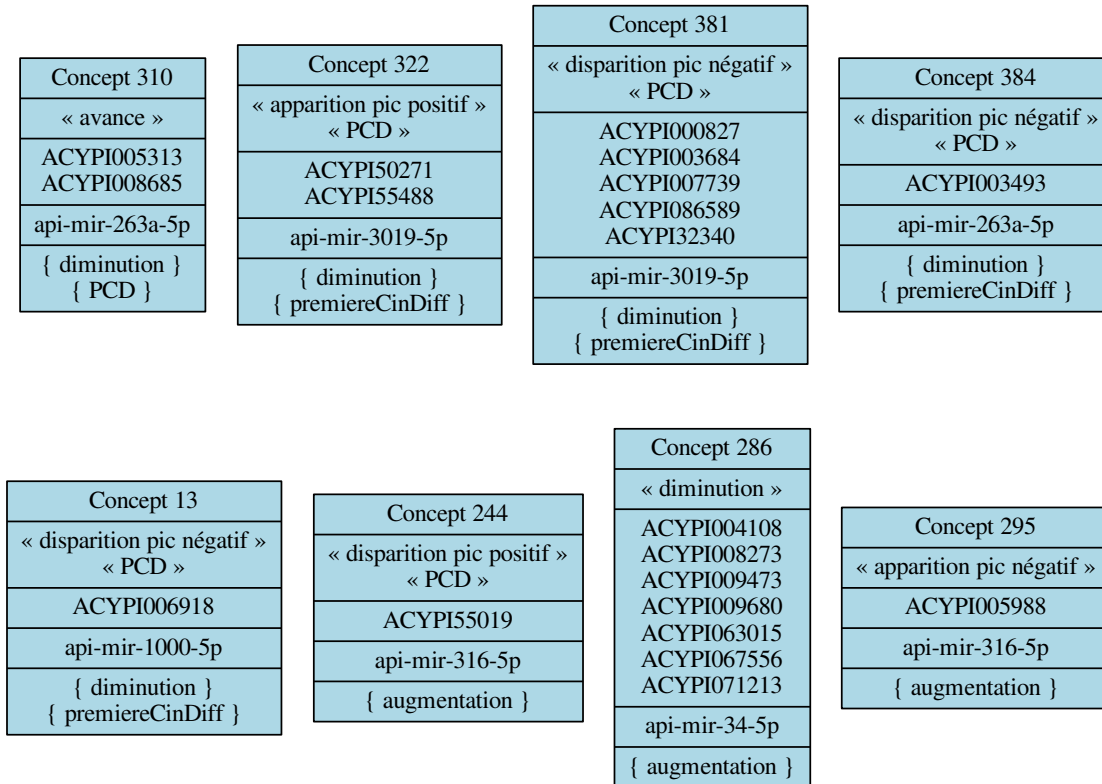 Concept 310
« avance »
ACYPI005313
ACYPI008685
api-mir-263a-5p
{ diminution }
{ PCD }
Concept 322
« apparition pic positif »
« PCD »
ACYPI50271
ACYPI55488
api-mir-3019-5p
{ diminution }
{ premiereCinDiff }
Concept 381
« disparition pic négatif »
« PCD »
ACYPI000827
ACYPI003684
ACYPI007739
ACYPI086589
ACYPI32340
api-mir-3019-5p
{ diminution }
{ premiereCinDiff }
Concept 384
« disparition pic négatif »
« PCD »
ACYPI003493
api-mir-263a-5p
{ diminution }
{ premiereCinDiff }
Concept 13
« disparition pic négatif »
« PCD »
ACYPI006918
api-mir-1000-5p
{ diminution }
{ premiereCinDiff }
Concept 244
« disparition pic positif »
« PCD »
ACYPI55019
api-mir-316-5p
{ augmentation }
Concept 286
« diminution »
ACYPI004108
ACYPI008273
ACYPI009473
ACYPI009680
ACYPI063015
ACYPI067556
ACYPI071213
api-mir-34-5p
{ augmentation }
Concept 295
« apparition pic négatif »
ACYPI005988
api-mir-316-5p
{ augmentation }